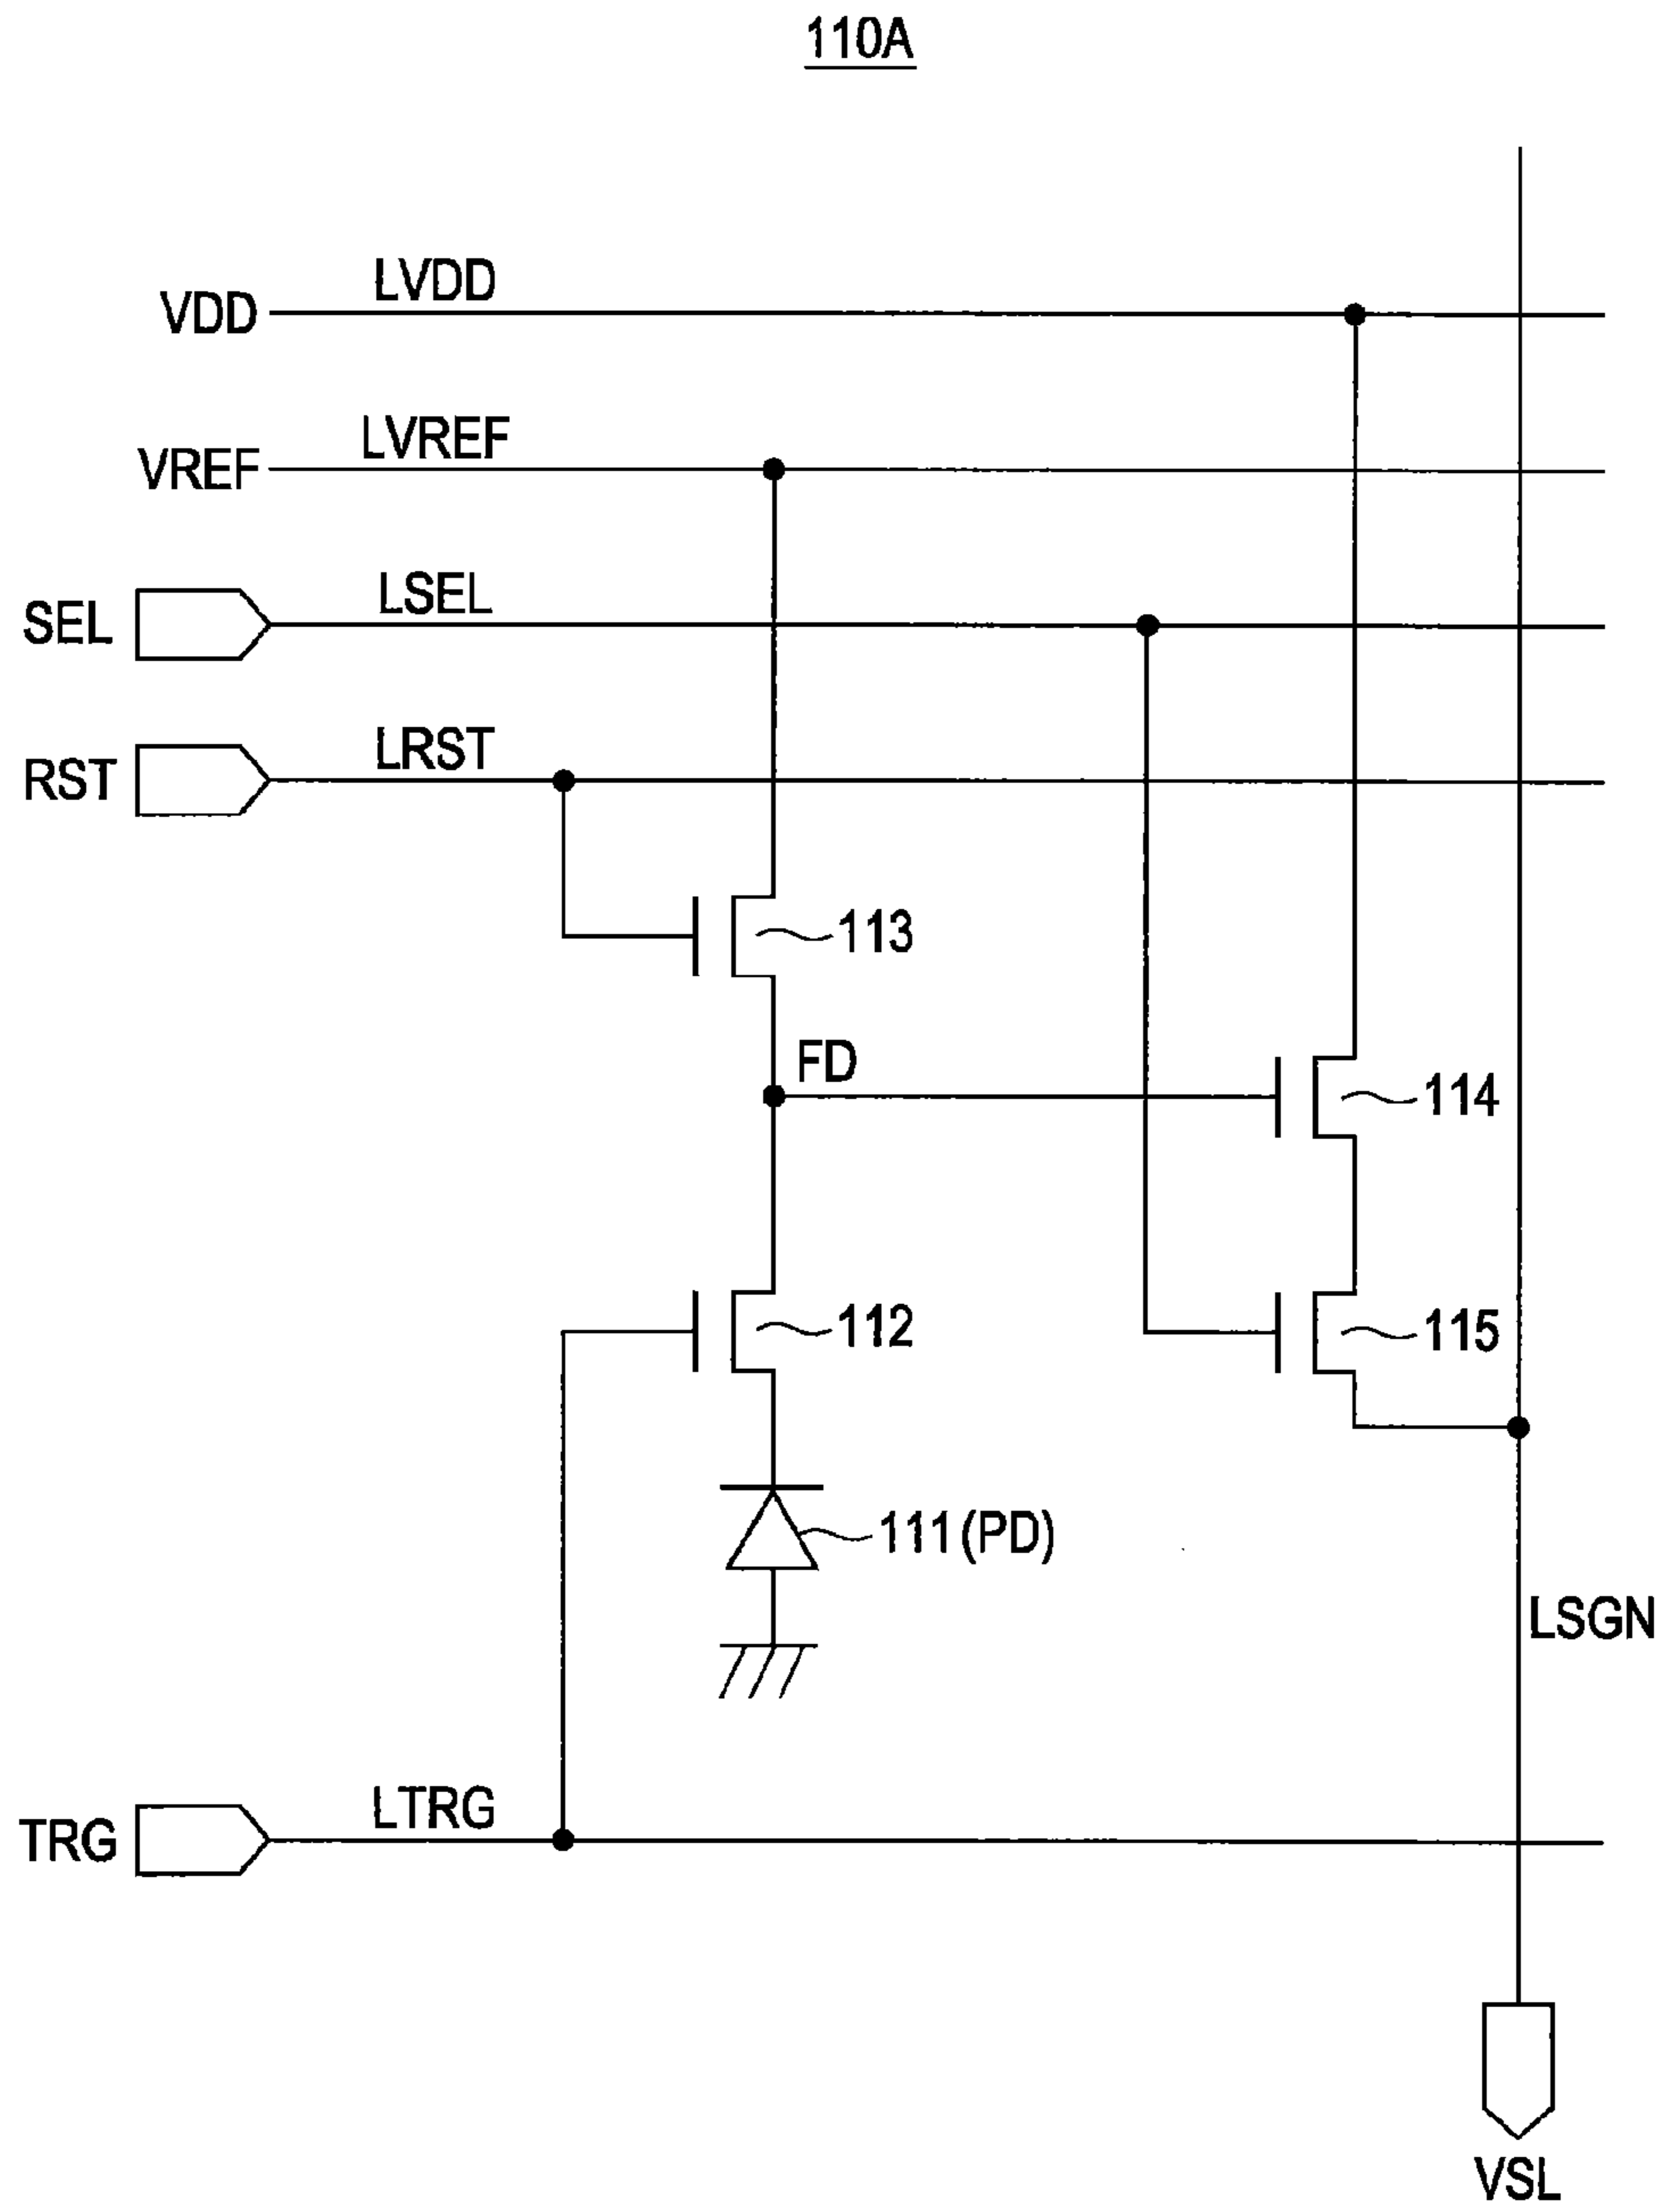 110A
LVDD
VDD
LVREF
VREF
LSEL
SEL
LRST
RST
113
FD
114
112
115
111(PD)
LSGN
LTRG
TRG
VSL